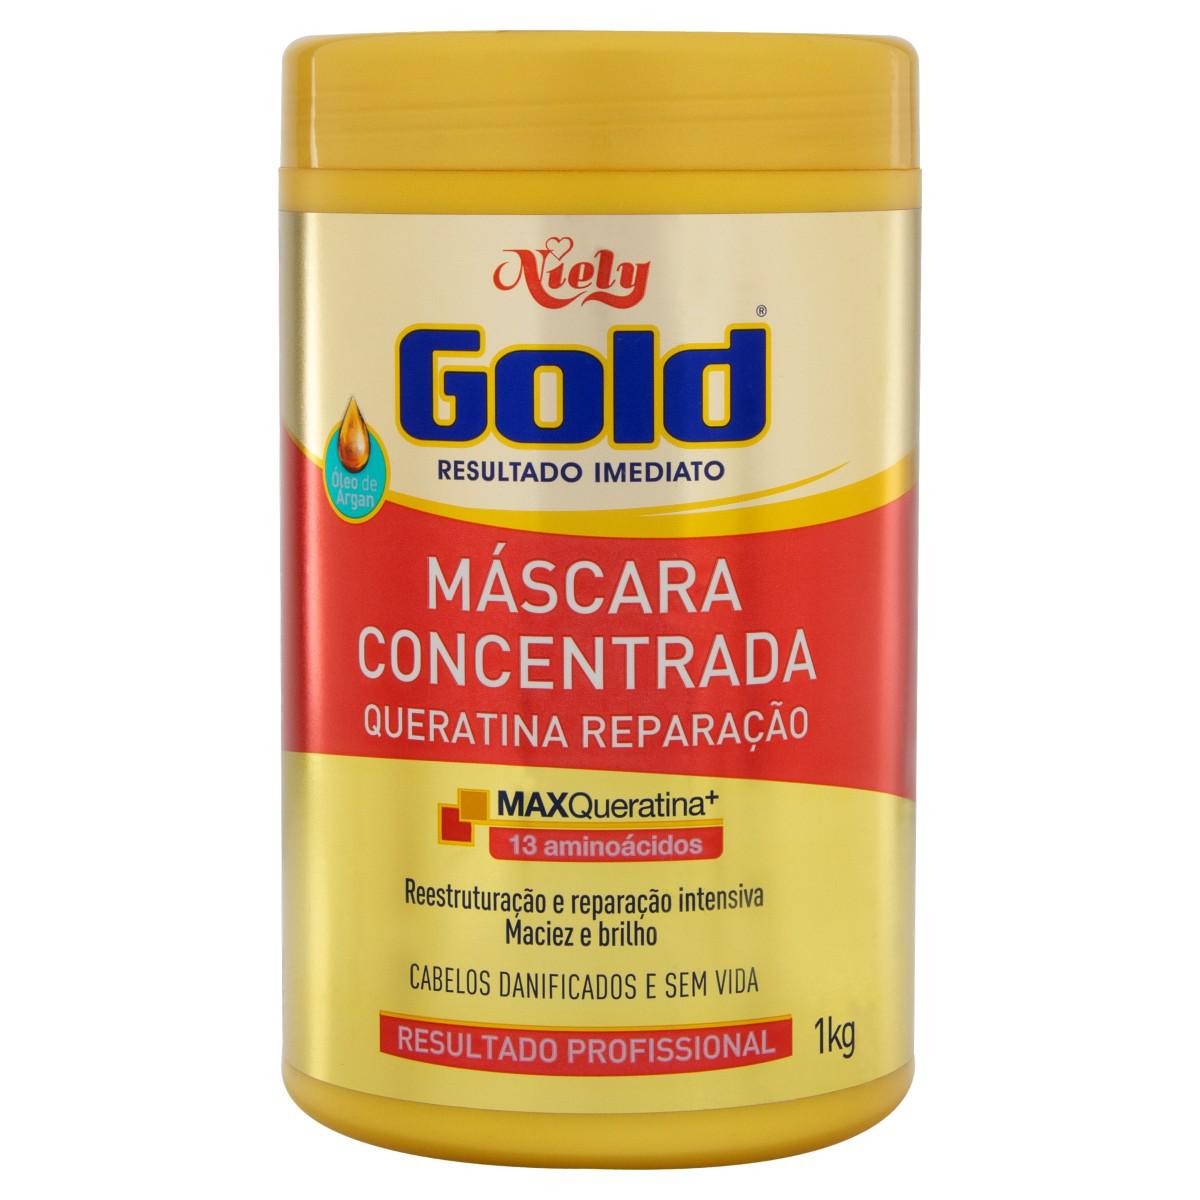 Niely
Gold®
RESULTADO IMEDIATO
Óleo de
Argan
MÁSCARA
CONCENTRADA
QUERATINA REPARAÇÃO
MAXQueratina+
13 aminoácidos
Reestruturação e reparação intensiva
Maciez e brilho
CABELOS DANIFICADOS E SEM VIDA
RESULTADO PROFISSIONAL
1kg